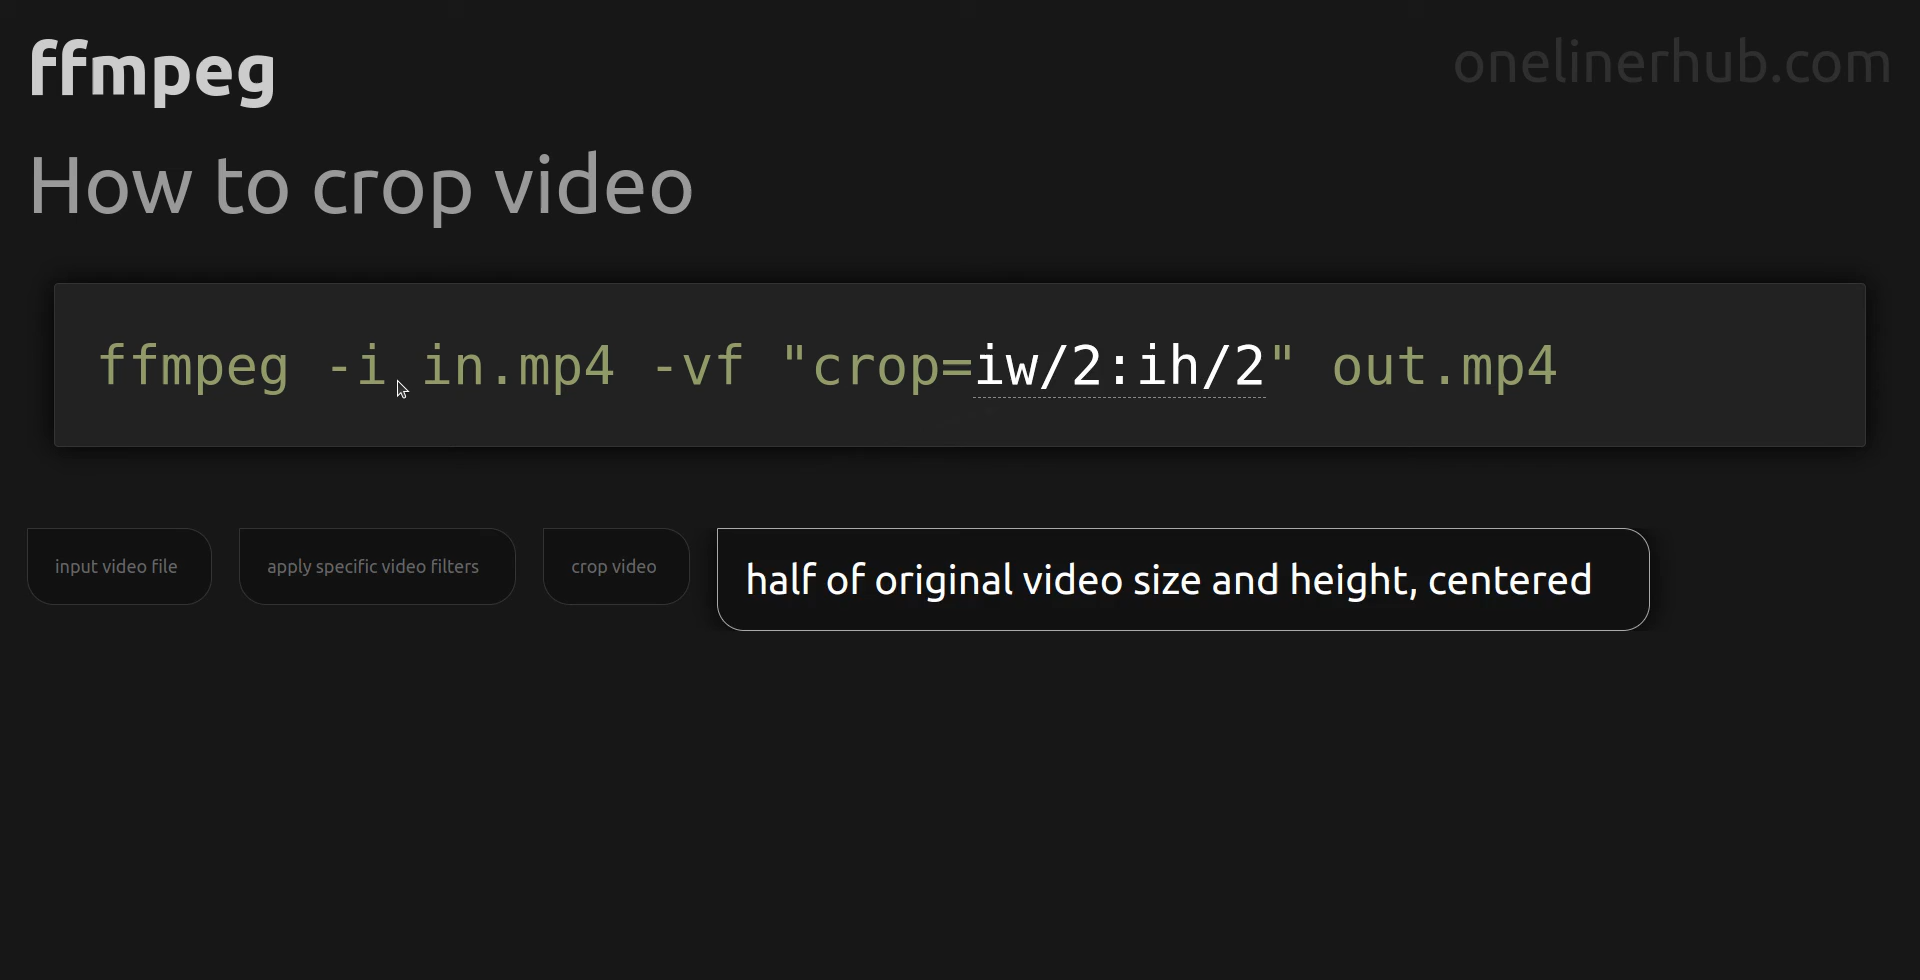 ffmpeg
onelinerhub.com
How to crop video
ffmpeg -i in.mp4 -vf "crop=iw/2:ih/2" out.mp4
input video file
apply specific video filters
crop video
half of original video size and height, centered